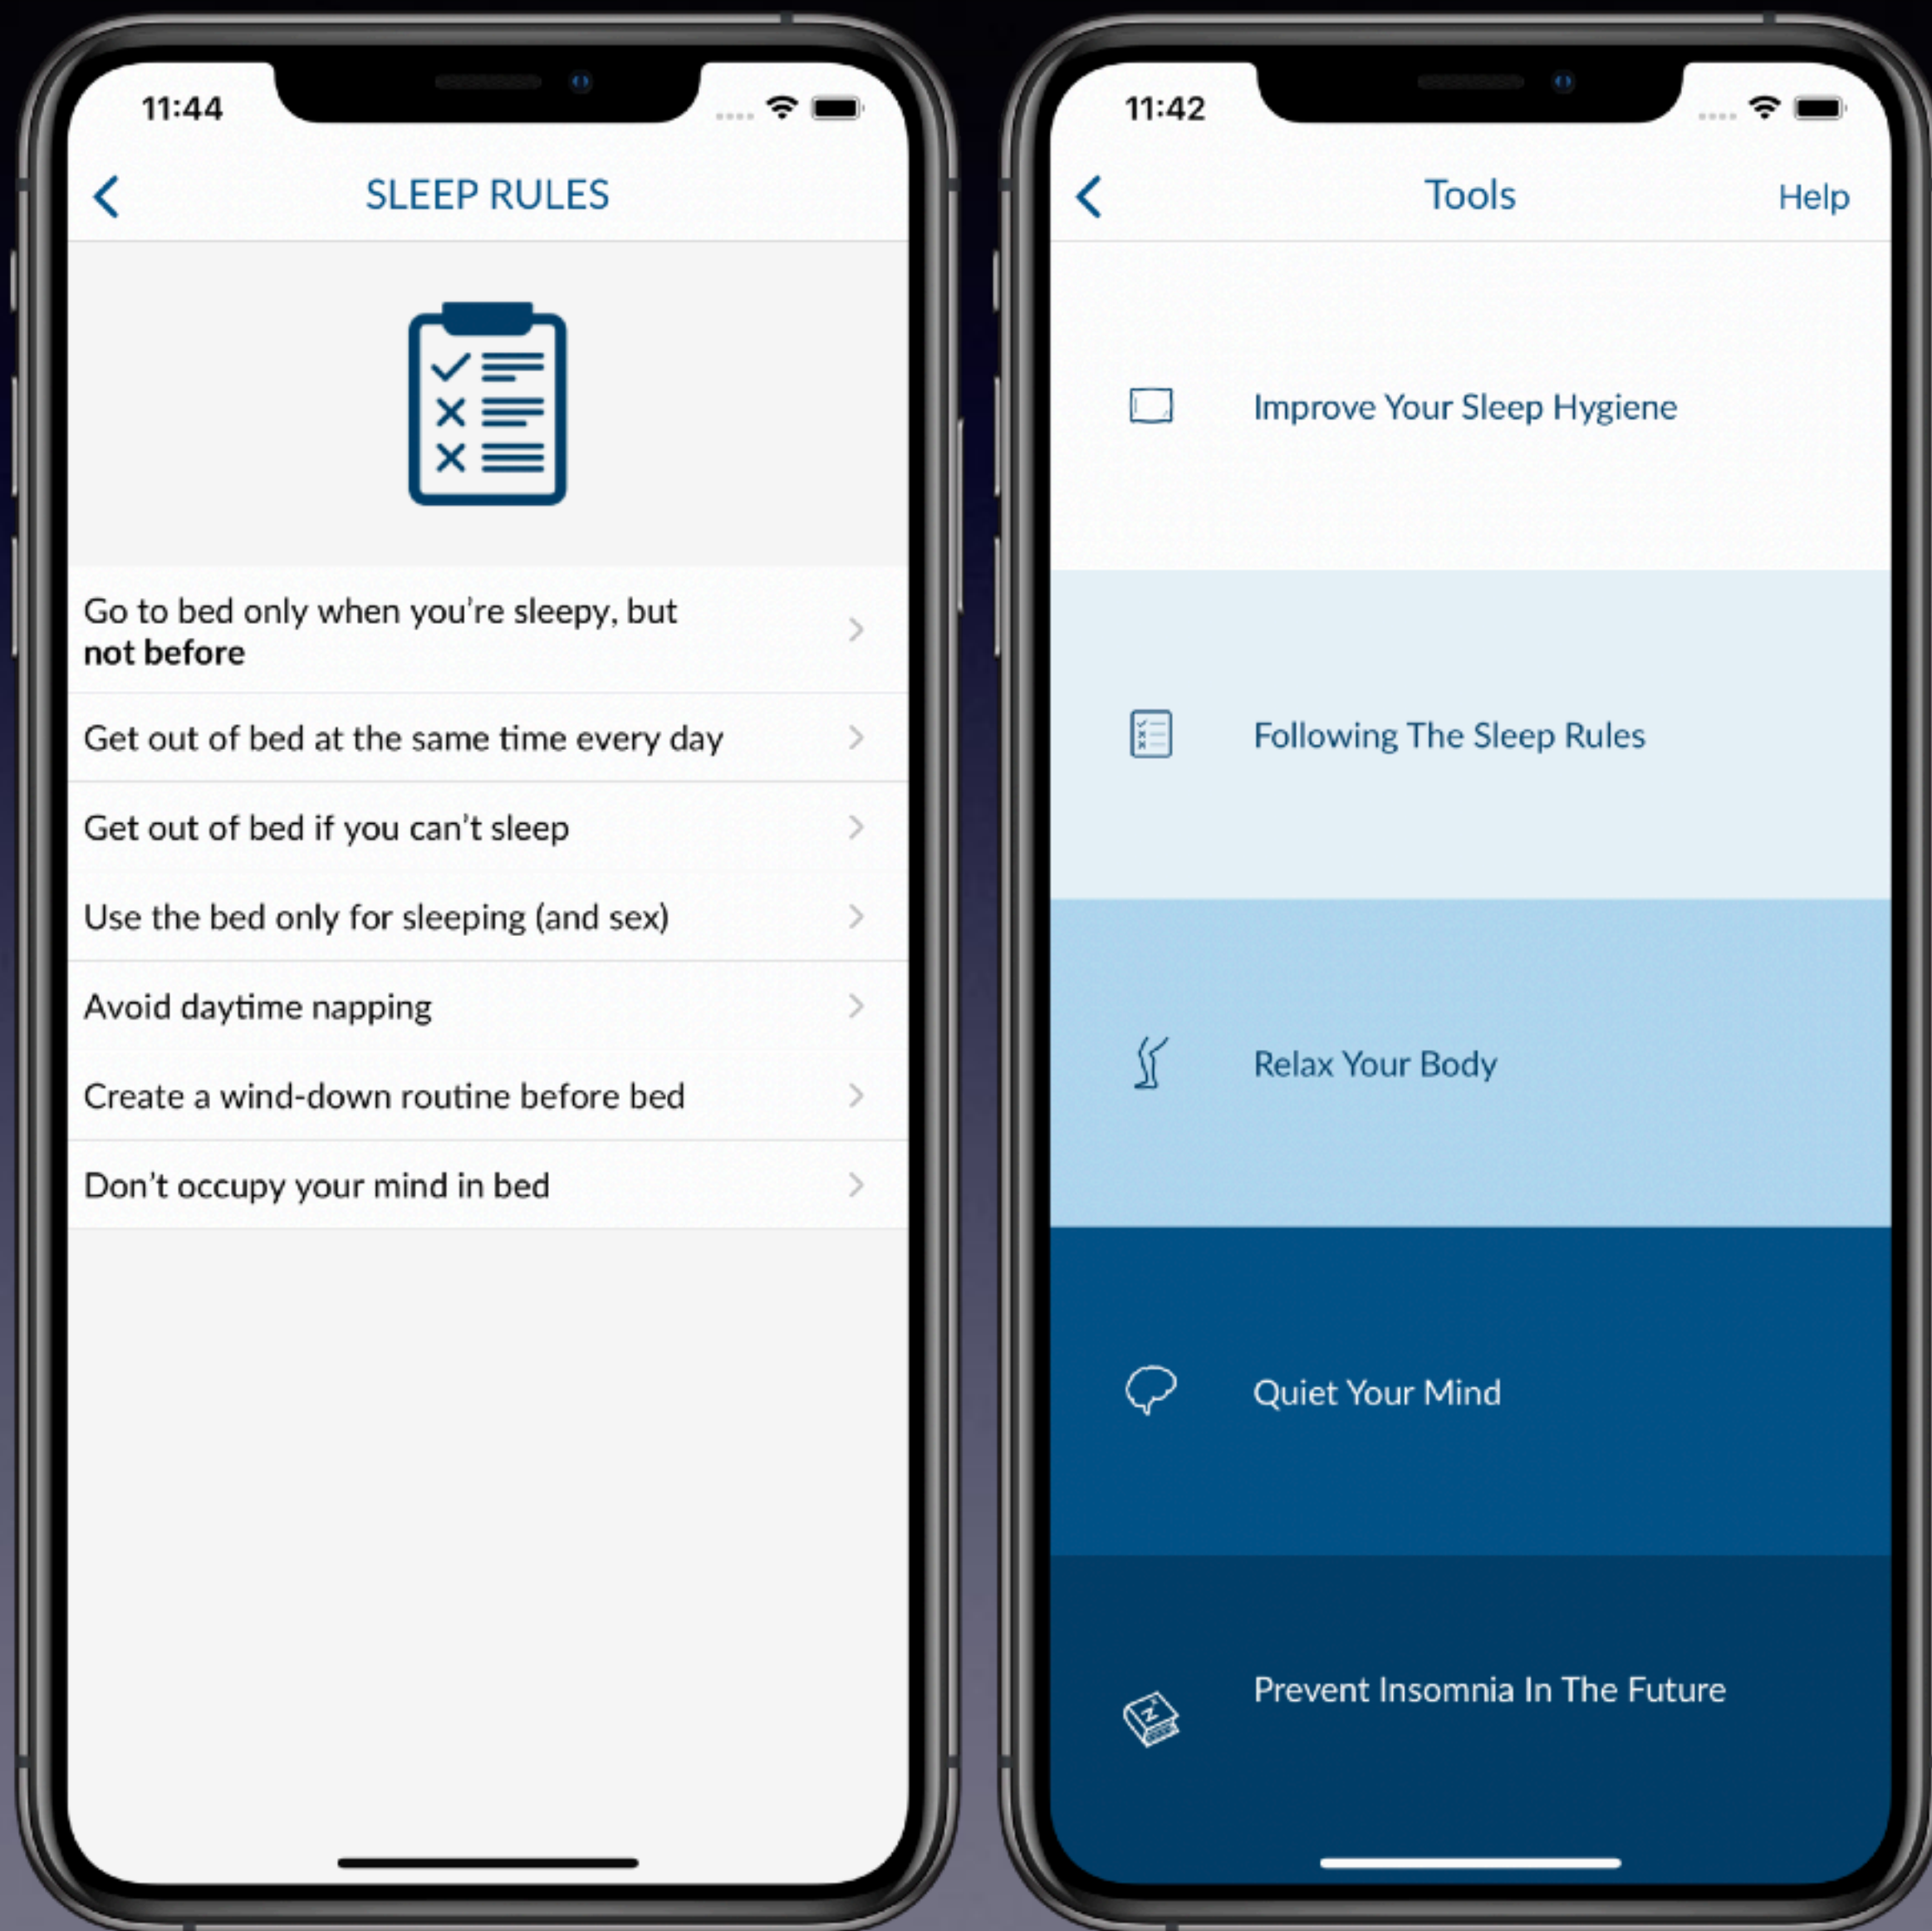 11:44
SLEEP RULES
Go to bed only when you're sleepy, but
not before
Get out of bed at the same time every day
Get out of bed if you can't sleep
Use the bed only for sleeping (and sex)
Avoid daytime napping
Create a wind-down routine before bed
Don't occupy your mind in bed
11:42
Tools
Help
Improve Your Sleep Hygiene
Following The Sleep Rules
Relax Your Body
Quiet Your Mind
Z
Prevent Insomnia In The Future